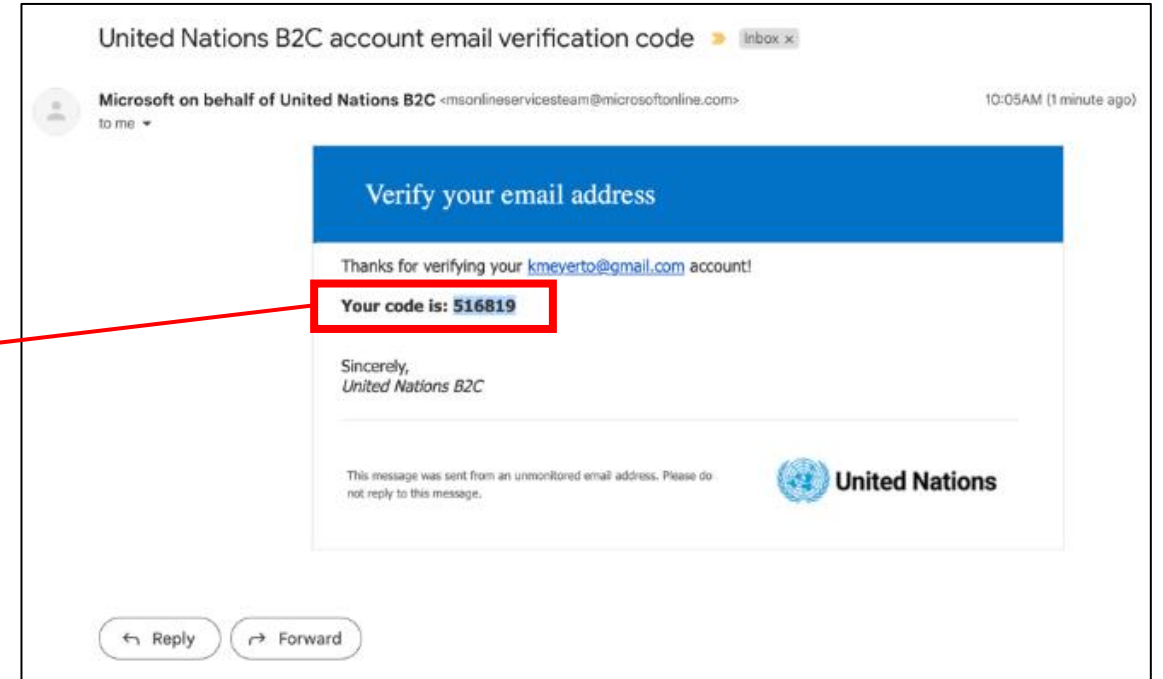 United Nations B2C account email verification code Inbox x
Microsoft on behalf of United Nations B2C <msonlineservicesteam@microsoftonline.com> 10:05AM (1 minute ago)
to me
Verify your email address
Thanks for verifying your kmeyerto@gmail.com account!
Your code is: 516819
Sincerely,
United Nations B2C
This message was sent from an unmonitored email address. Please do
not reply to this message.
United Nations
Reply Forward